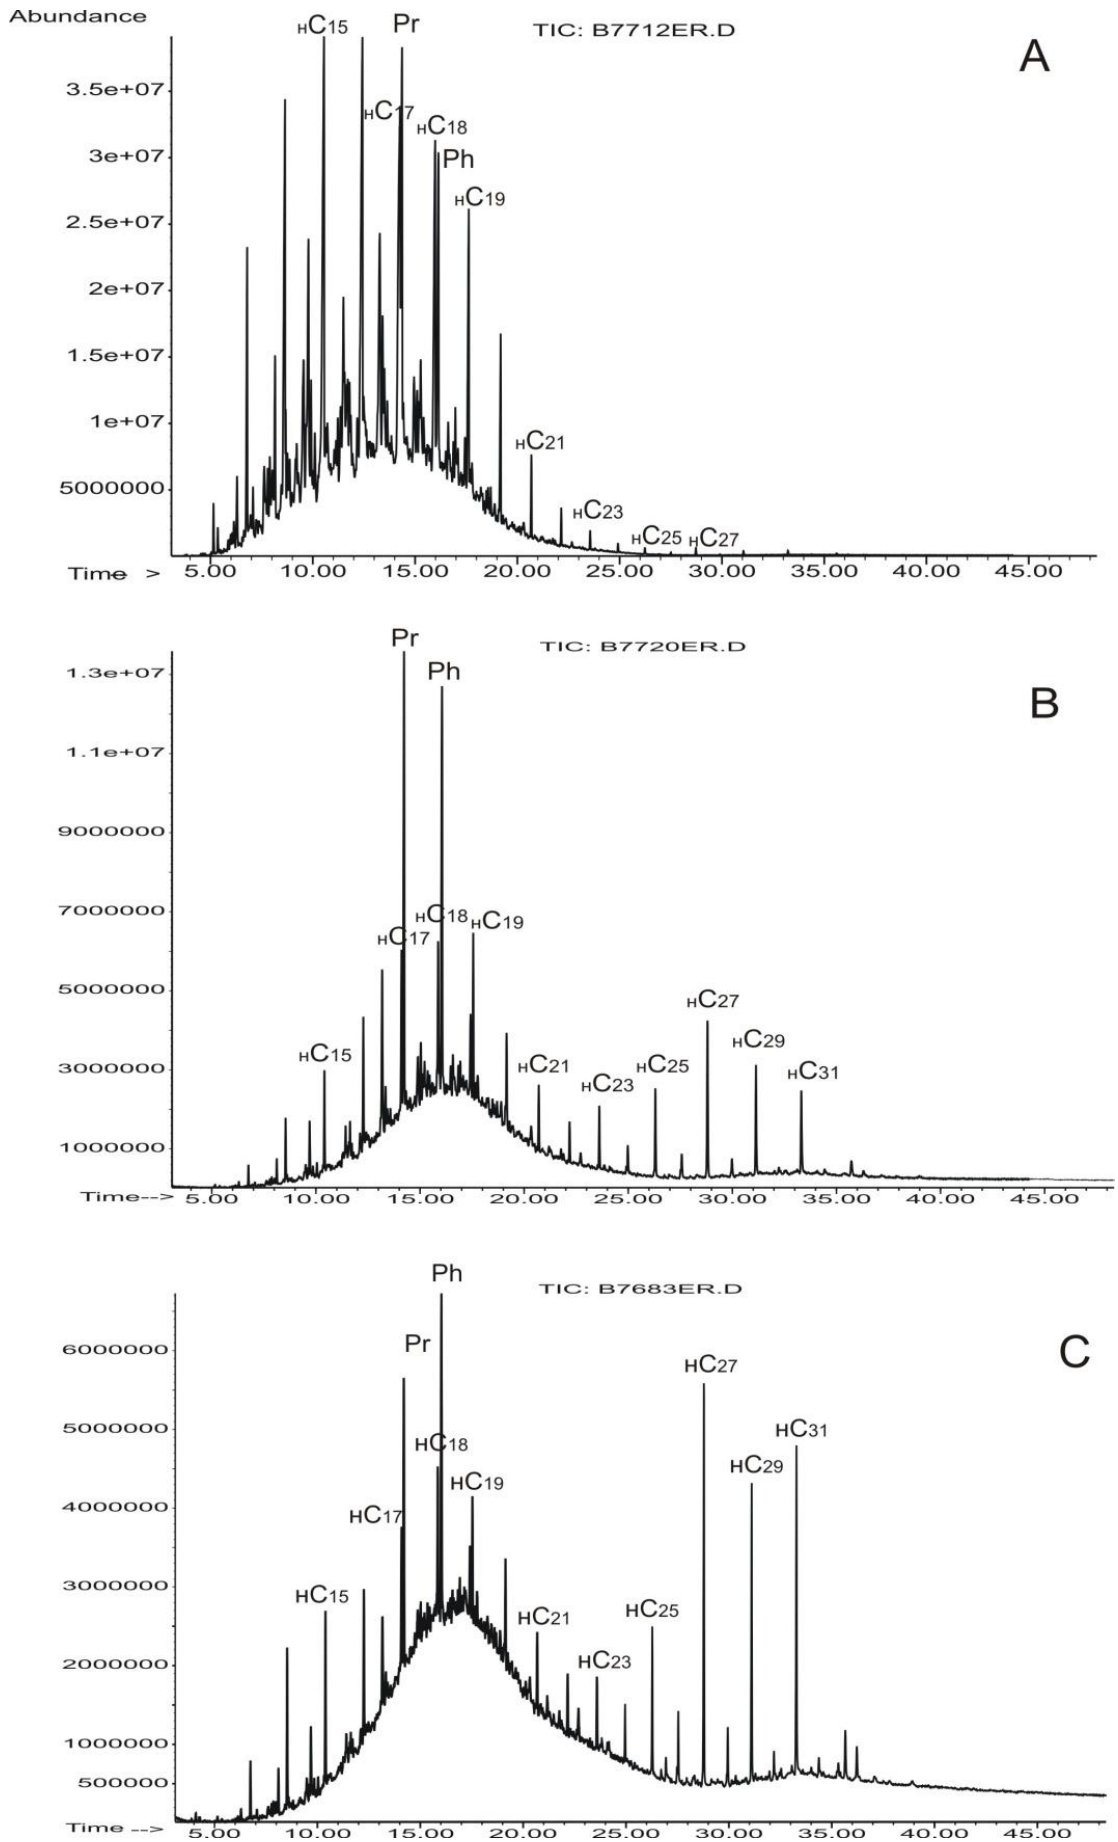 Abundance
TIC: B7712ER.D
A
HC15
Pr
3.5e+07
HC17
HC18
3e+07
Ph
HC19
2.5e+07
2e+07
1.5e+07
1e+07
HC21
5000000
HC23
HC25
HC27
Time >
5.00 10.00 15.00 20.00 25.00 30.00 35.00 40.00 45.00
Pr
TIC: B7720ER.D
B
Ph
1.3e+07
1.1e+07
9000000
7000000
HC18
HC19
HC17
5000000
HC27
3000000
HC15
HC21
HC23
HC25
HC29
HC31
1000000
Time-->
5.00 10.00 15.00 20.00 25.00 30.00 35.00 40.00 45.00
Ph
TIC: B7683ER.D
C
Pr
6000000
HC27
5000000
HC18
HC31
HC19
HC29
4000000
HC17
3000000
HC15
HC21
HC25
2000000
HC23
1000000
500000
Time -->
5.00 10.00 15.00 20.00 25.00 30.00 35.00 40.00 45.00